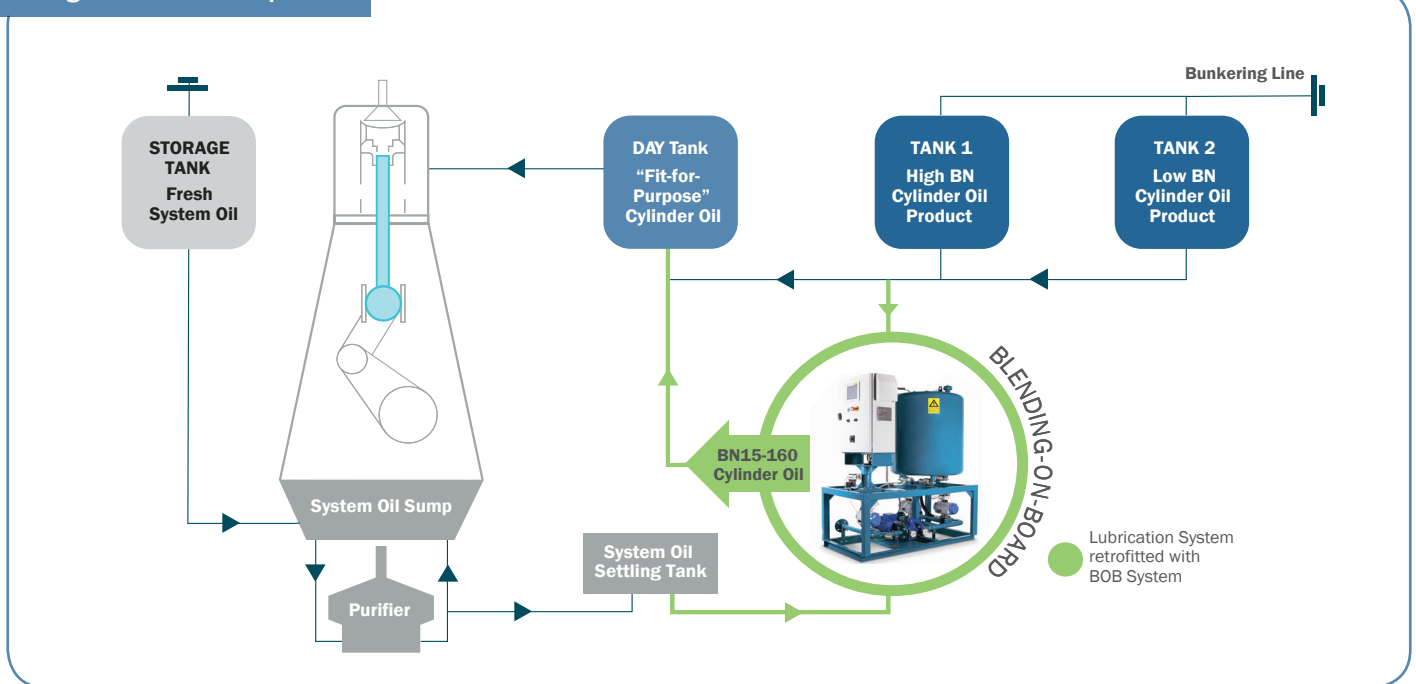 Bunkering Line
STORAGE
TANK
Fresh
System Oil
DAY Tank
“Fit-for-
Purpose”
Cylinder Oil
TANK 1
High BN
Cylinder Oil
Product
TANK 2
Low BN
Cylinder Oil
Product
BLENDING-ON-BOARD
BN15-160
Cylinder Oil
System Oil Sump
System Oil
Settling Tank
Purifier
Lubrication System
retrofitted with
BOB System